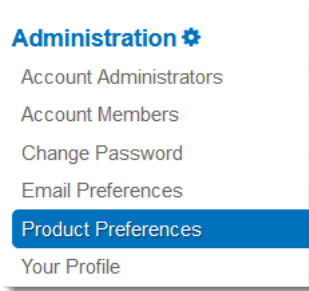 Administration
Account Administrators
Account Members
Change Password
Email Preferences
Product Preferences
Your Profile